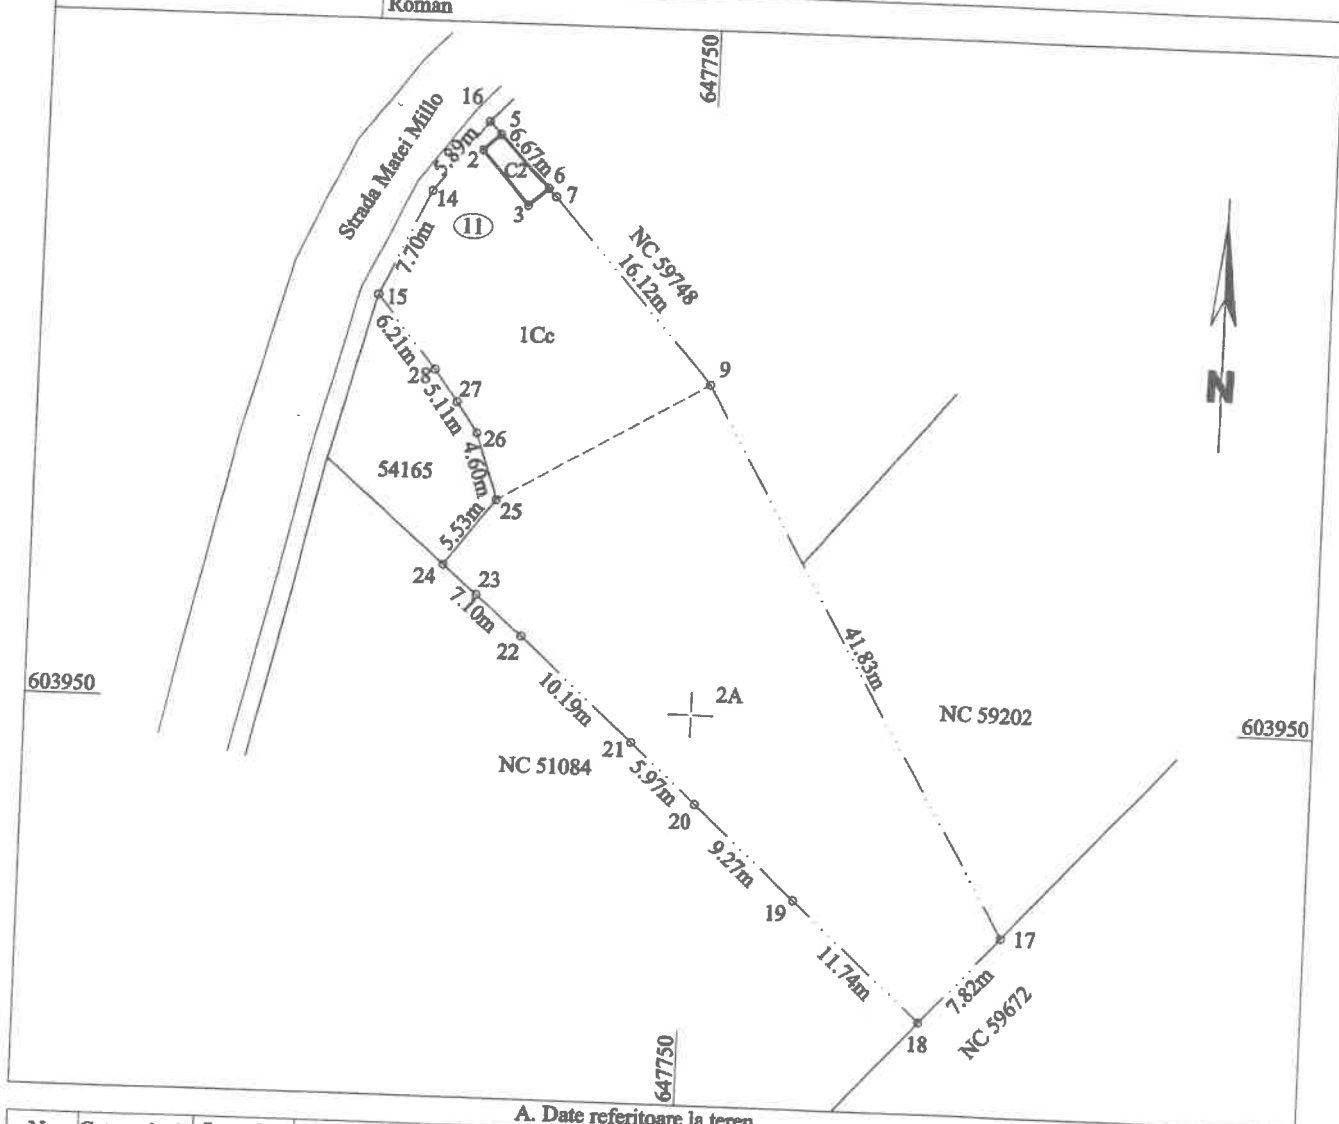 Roman
647750
16
5
5.89m
6.67m
2
C2
6
7
14
3
11
Strada Matei Millo
7.70m
NC 59748
16.12m
15
6.21m
1Cc
9
28
27
5.11m
26
4.60m
54165
25
5.53m
24
23
7.10m
22
N
41.83m
603950
10.19m
2A
NC 59202
603950
21
NC 51084
5.97m
20
9.27m
19
17
11.74m
7.82m
18
NC 59672
647750
A. Date referitoare la teren